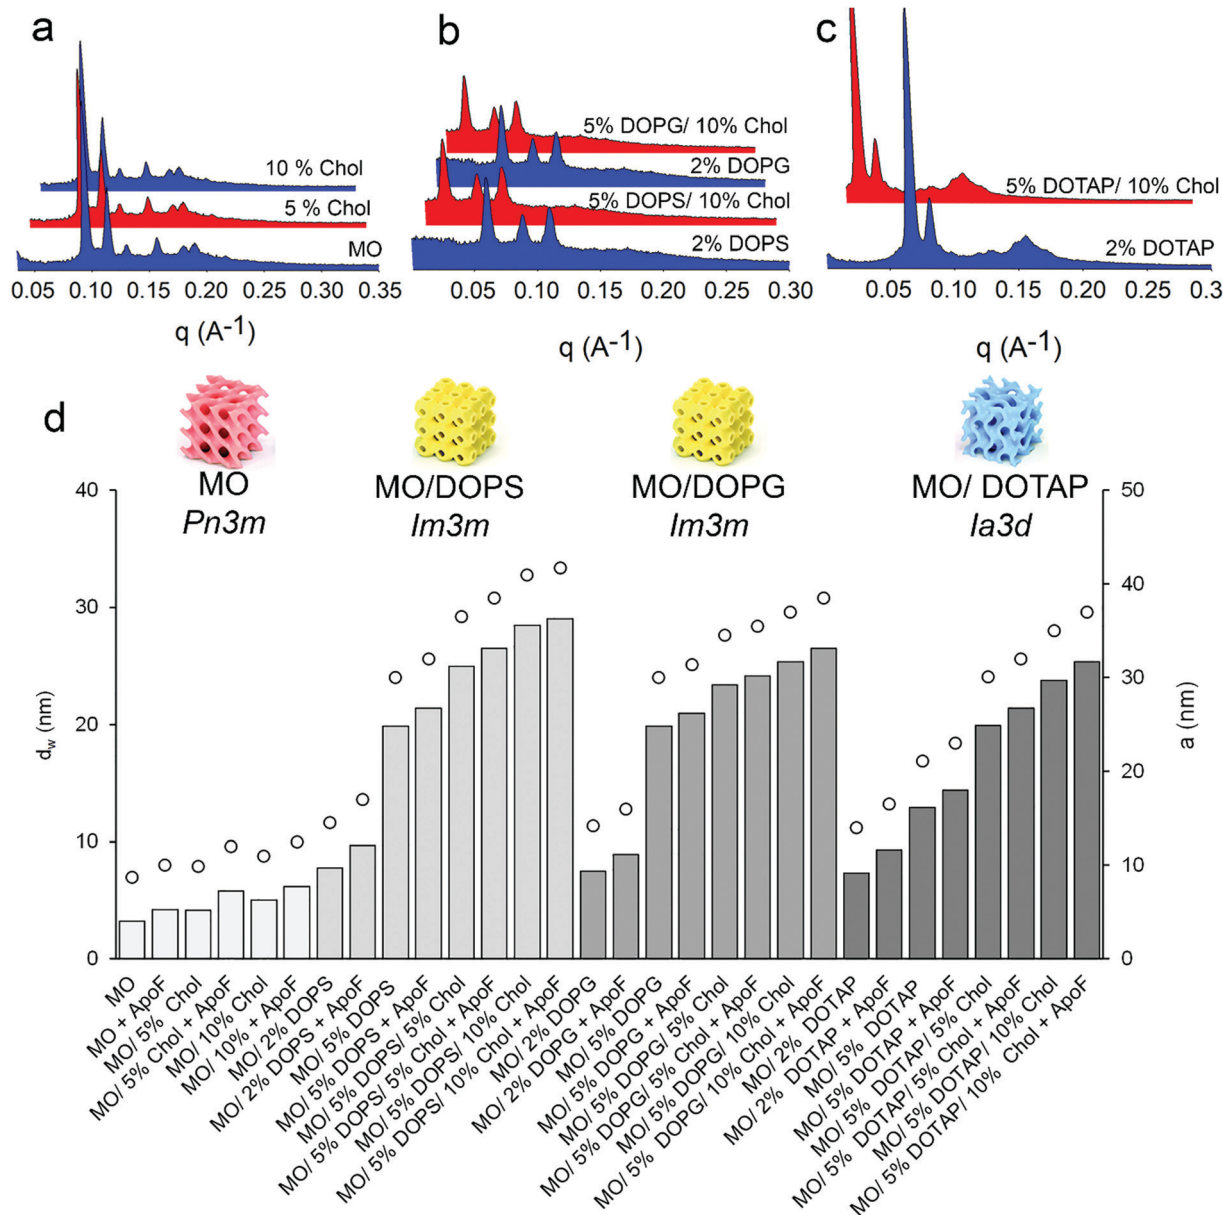 a
10 % Chol
5 % Chol
MO
0.05 0.10 0.15 0.20 0.25 0.30 0.35
q (A-1)
b
5% DOPG/ 10% Chol
2% DOPG
5% DOPS/ 10% Chol
2% DOPS
0.05 0.10 0.15 0.20 0.25 0.30
q (A-1)
c
5% DOTAP/ 10% Chol
2% DOTAP
0.05 0.10 0.15 0.20 0.25 0.3
q (A-1)
d
MO
Pn3m
MO/DOPS
Im3m
MO/DOPG
Im3m
MO/ DOTAP
Ia3d
40
30
20
10
0
dw (nm)
50
40
30
20
10
0
a (nm)
MO
MO + ApoF
MO/ 5% Chol
MO/ 5% Chol + ApoF
MO/ 10% Chol
MO/ 10% + ApoF
MO/ 2% DOPS
MO/ 2% DOPS + ApoF
MO/ 5% DOPS
MO/ 5% DOPS + ApoF
MO/ 5% DOPS/ 5% Chol
MO/ 5% DOPS/ 5% Chol + ApoF
MO/ 5% DOPS/ 10% Chol
MO/ 5% DOPS/ 10% Chol + ApoF
MO/ 2% DOPG
MO/ 2% DOPG + ApoF
MO/ 5% DOPG
MO/ 5% DOPG + ApoF
MO/ 5% DOPG/ 5% Chol
MO/ 5% DOPG/ 5% Chol + ApoF
MO/ 5% DOPG/ 10% Chol
MO/ 5% DOPG/ 10% Chol + ApoF
MO/ 2% DOTAP
MO/ 2% DOTAP + ApoF
MO/ 5% DOTAP
MO/ 5% DOTAP + ApoF
MO/ 5% DOTAP/ 5% Chol
MO/ 5% DOTAP/ 5% Chol + ApoF
MO/ 5% DOTAP/ 10% Chol
MO/ 5% DOTAP/ 10% Chol + ApoF